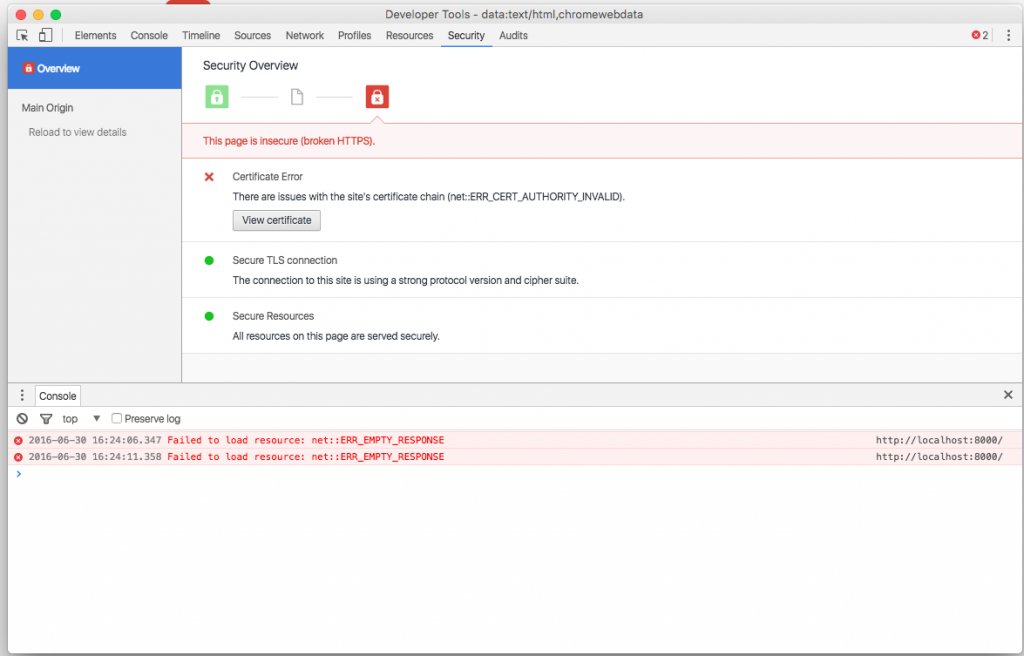 Developer Tools - data:text/html,chromewebdata
Elements Console Timeline Sources Network Profiles Resources Security Audits 2
Overview
Main Origin
Reload to view details
Security Overview
This page is insecure (broken HTTPS).
Certificate Error
There are issues with the site's certificate chain (net::ERR_CERT_AUTHORITY_INVALID).
View certificate
Secure TLS connection
The connection to this site is using a strong protocol version and cipher suite.
Secure Resources
All resources on this page are served securely.
Console
top Preserve log
2016-06-30 16:24:06.347 Failed to load resource: net::ERR_EMPTY_RESPONSE http://localhost:8000/
2016-06-30 16:24:11.358 Failed to load resource: net::ERR_EMPTY_RESPONSE http://localhost:8000/